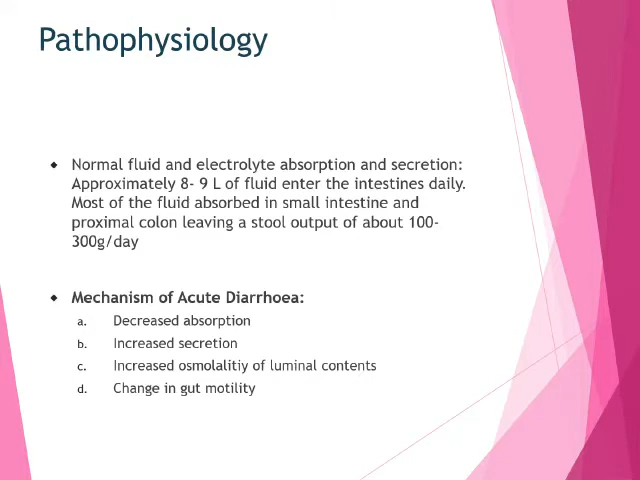 Pathophysiology
Normal fluid and electrolyte absorption and secretion:
Approximately 8- 9 L of fluid enter the intestines daily.
Most of the fluid absorbed in small intestine and
proximal colon leaving a stool output of about 100-
300g/day
Mechanism of Acute Diarrhoea:
a. Decreased absorption
b. Increased secretion
c. Increased osmolalitiy of luminal contents
d. Change in gut motility